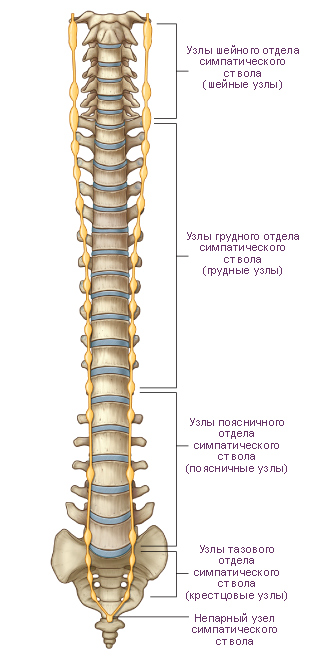 Узлы шейного отдела
симпатического
ствола
(шейные узлы)
Узлы грудного отдела
симпатического
ствола
(грудные узлы)
Узлы поясничного
отдела
симпатического
ствола
(поясничные узлы)
Узлы тазового
отдела
симпатического
ствола
(крестцовые узлы)
Непарный узел
симпатического
ствола